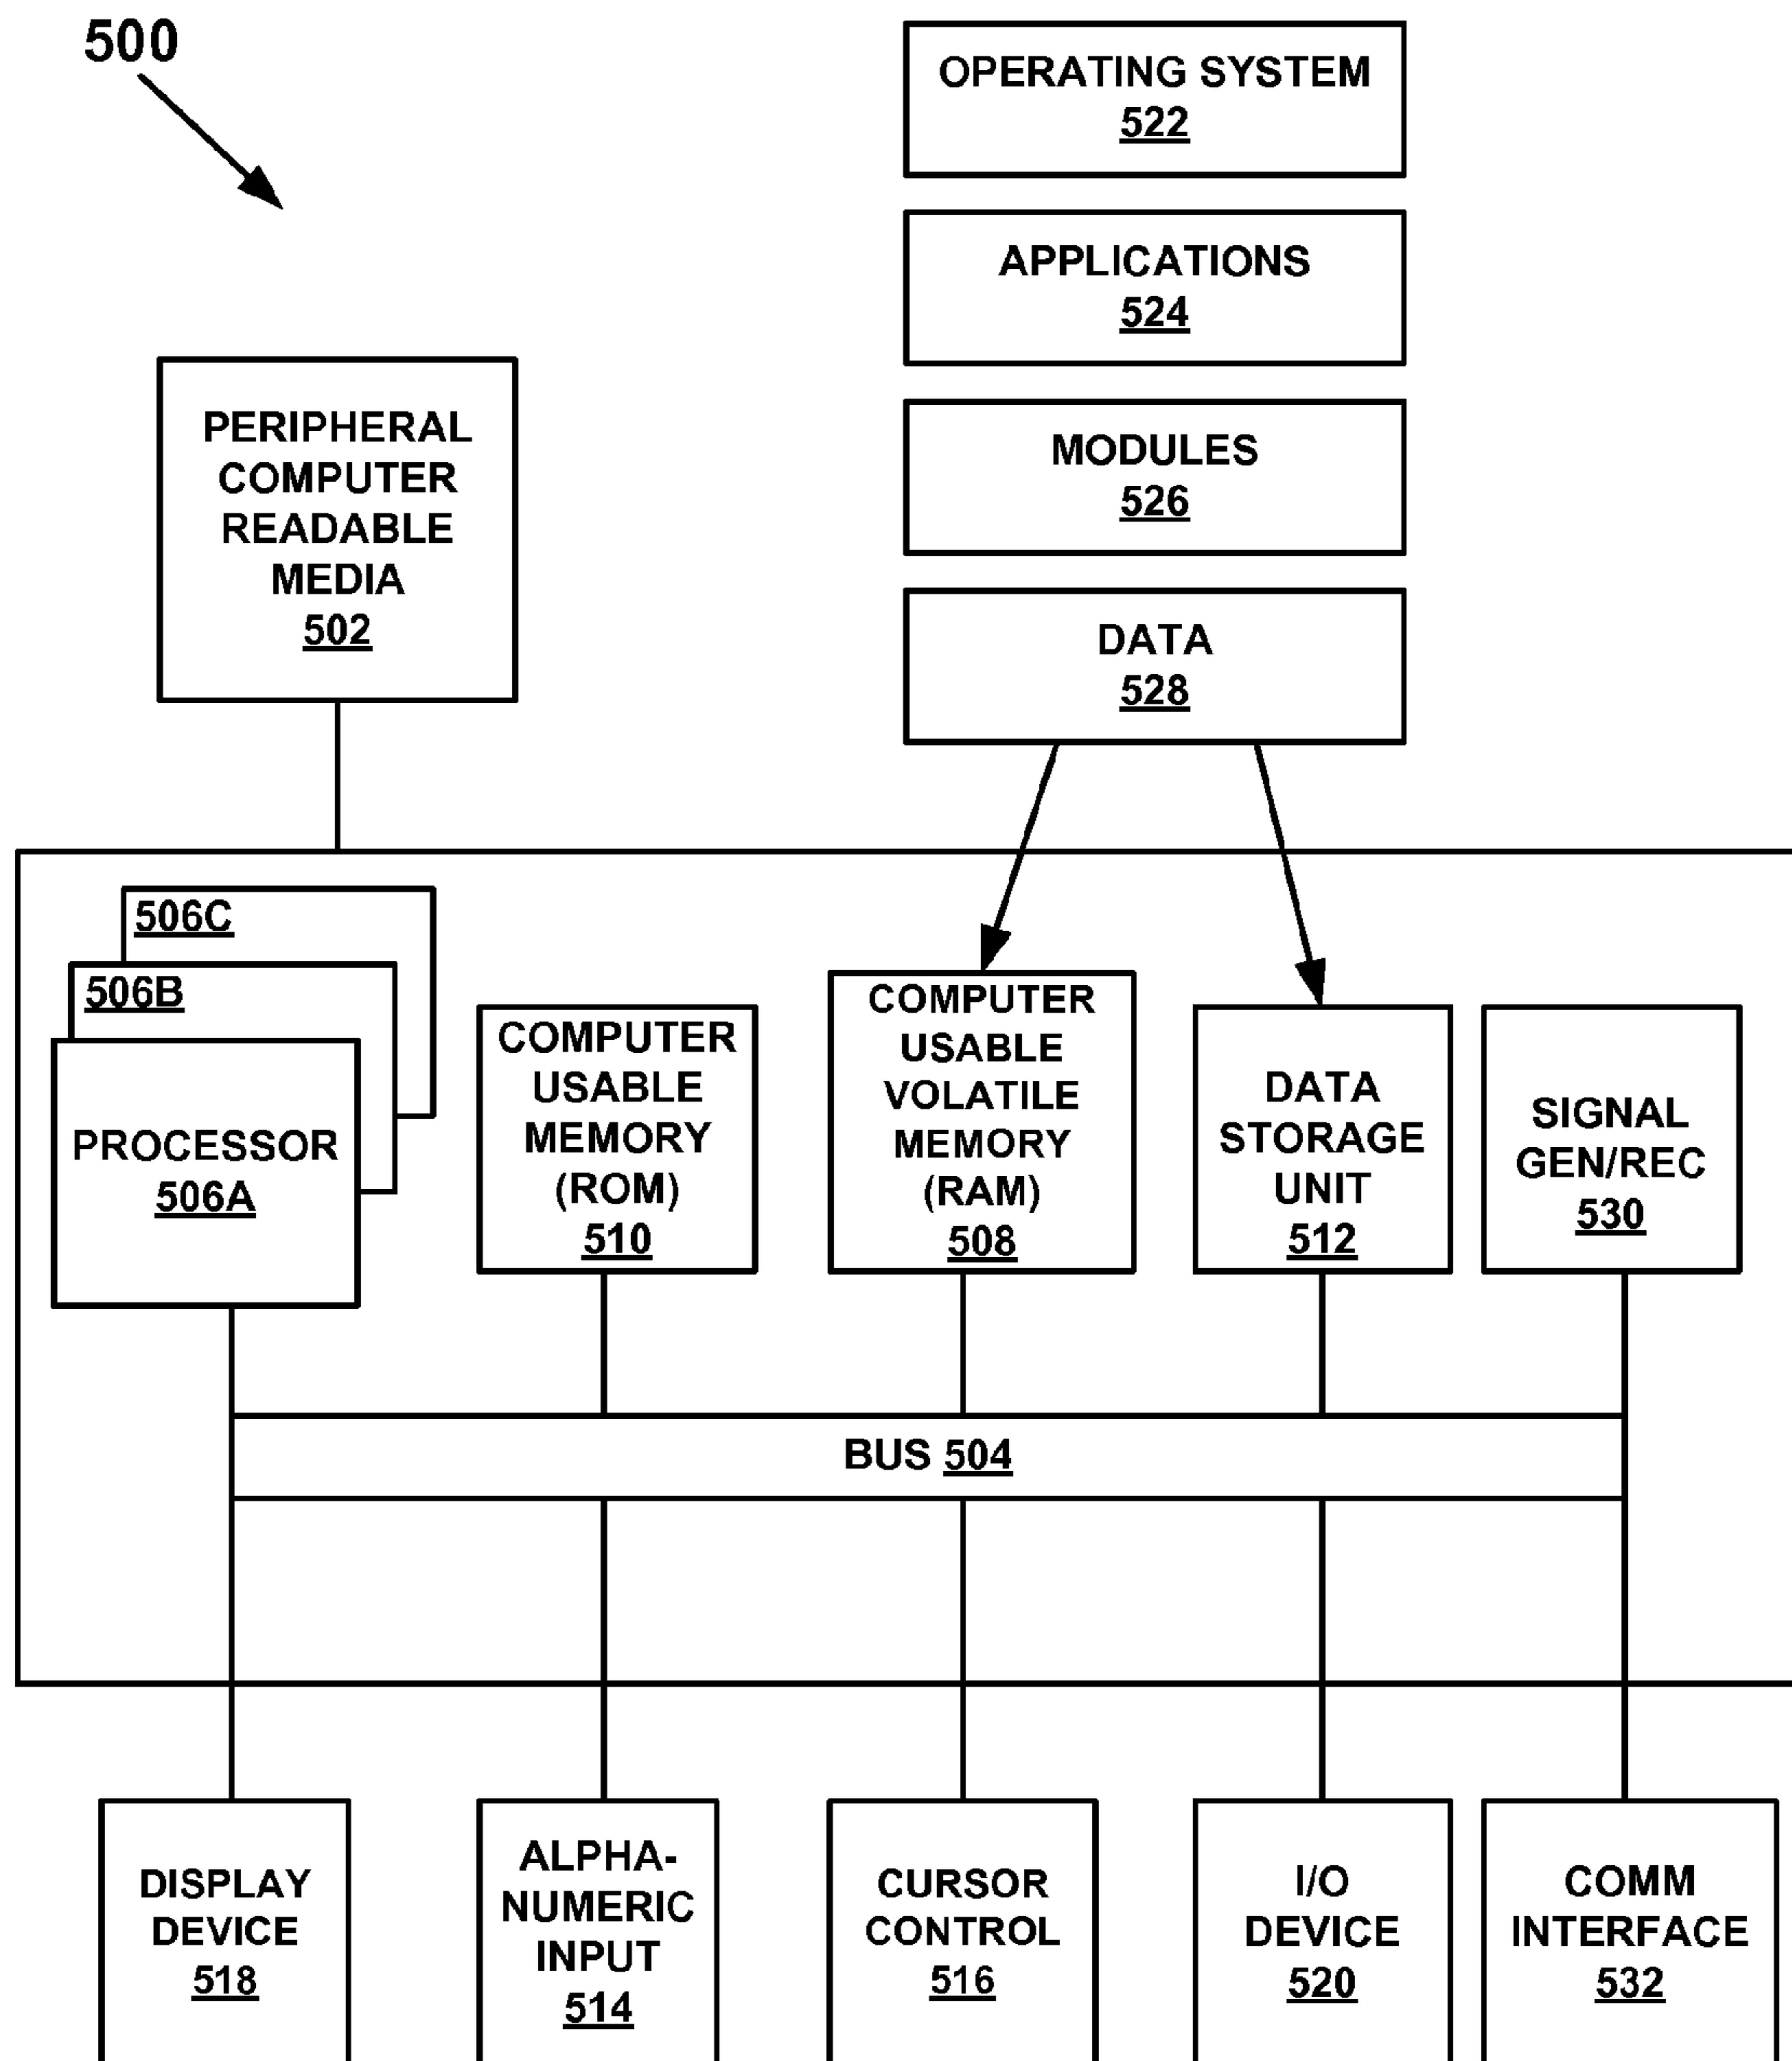 500
OPERATING SYSTEM
522
APPLICATIONS
524
MODULES
526
DATA
528
PERIPHERAL
COMPUTER
READABLE
MEDIA
502
506C
506B
PROCESSOR
506A
COMPUTER
USABLE
MEMORY
(ROM)
510
COMPUTER
USABLE
VOLATILE
MEMORY
(RAM)
508
DATA
STORAGE
UNIT
512
SIGNAL
GEN/REC
530
BUS 504
DISPLAY
DEVICE
518
ALPHA-
NUMERIC
INPUT
514
CURSOR
CONTROL
516
I/O
DEVICE
520
COMM
INTERFACE
532